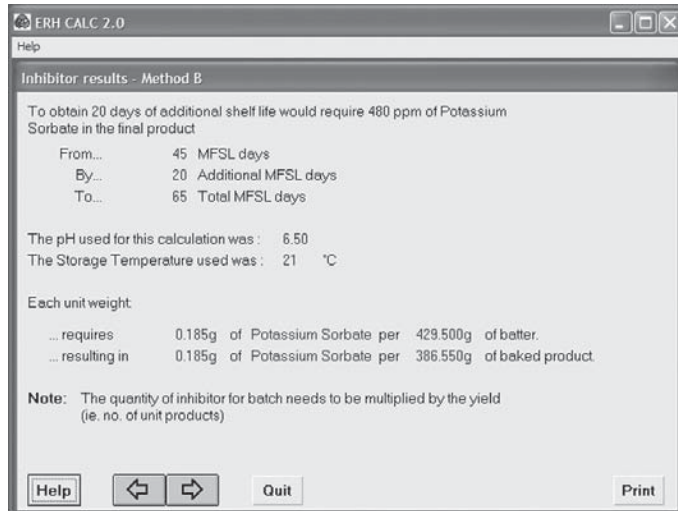 ERH CALC 2.0
Help
Inhibitor results - Method B
To obtain 20 days of additional shelf life would require 480 ppm of Potassium
Sorbate in the final product
From... 45 MFSL days
By... 20 Additional MFSL days
To... 65 Total MFSL days
The pH used for this calculation was : 6.50
The Storage Temperature used was : 21 °C
Each unit weight:
... requires 0.185g of Potassium Sorbate per 429.500g of batter.
... resulting in 0.185g of Potassium Sorbate per 386.550g of baked product.
Note: The quantity of inhibitor for batch needs to be multiplied by the yield
(ie. no. of unit products)
Help Quit Print